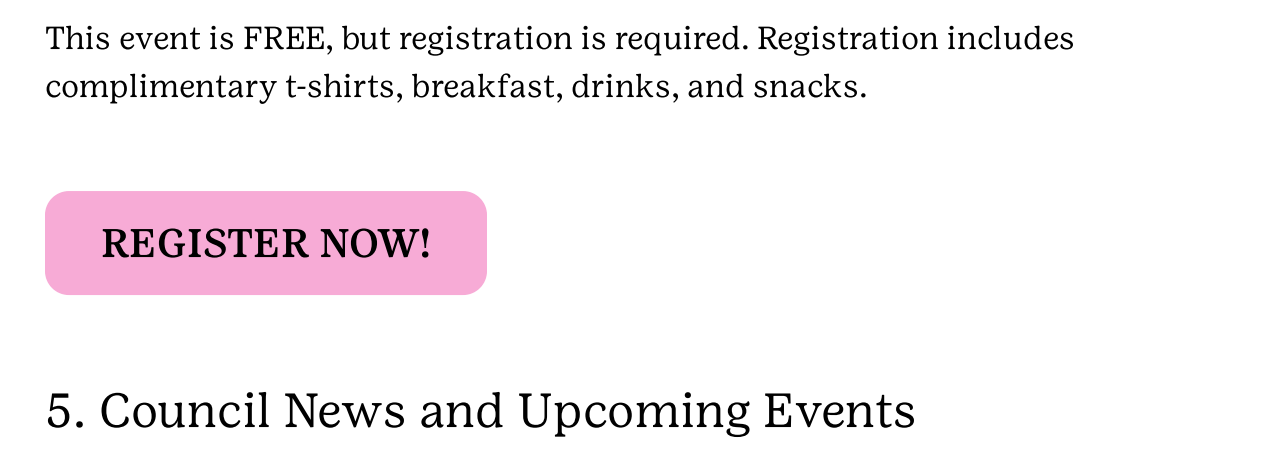 This event is FREE, but registration is required. Registration includes
complimentary t-shirts, breakfast, drinks, and snacks.
REGISTER NOW!
5. Council News and Upcoming Events